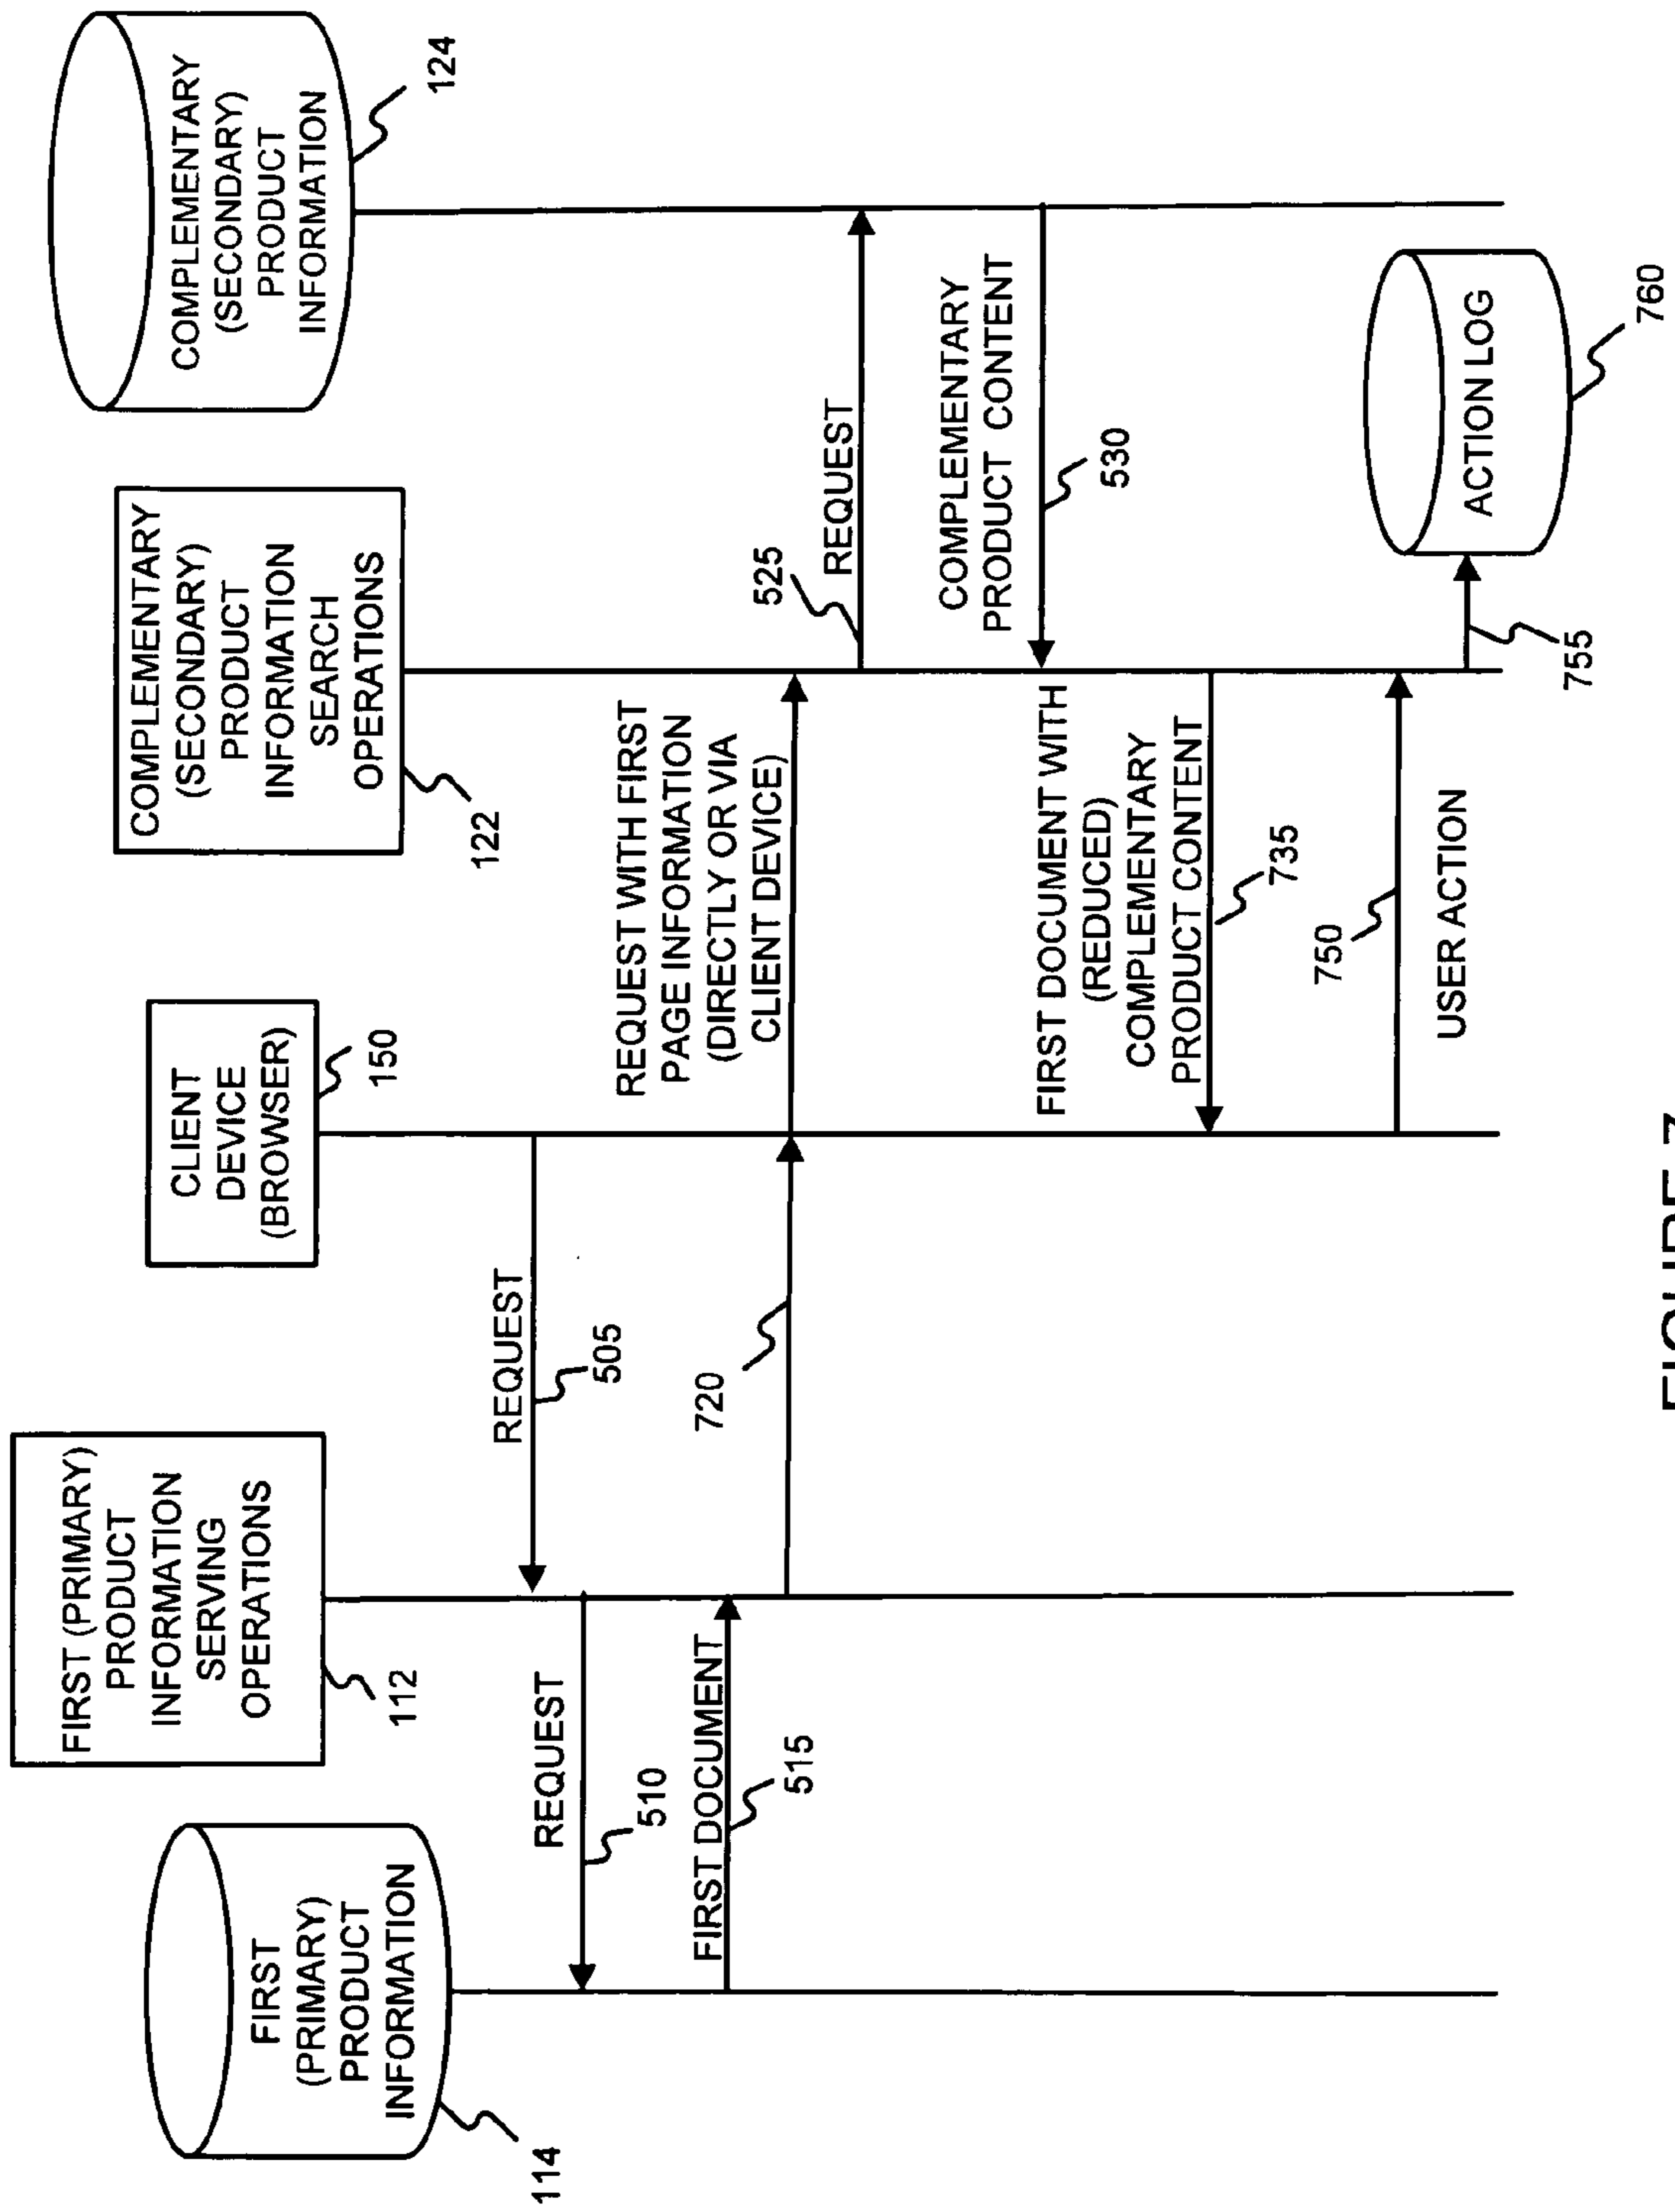 FIRST
(PRIMARY)
PRODUCT
INFORMATION
114
FIRST (PRIMARY)
PRODUCT
INFORMATION
SERVING
OPERATIONS
112
CLIENT
DEVICE
(BROWSER)
150
COMPLEMENTARY
(SECONDARY)
PRODUCT
INFORMATION
SEARCH
OPERATIONS
122
COMPLEMENTARY
(SECONDARY)
PRODUCT
INFORMATION
124
REQUEST
505
REQUEST
510
FIRST DOCUMENT
515
720
REQUEST WITH FIRST
PAGE INFORMATION
(DIRECTLY OR VIA
CLIENT DEVICE)
525
REQUEST
COMPLEMENTARY
PRODUCT CONTENT
530
FIRST DOCUMENT WITH
(REDUCED)
COMPLEMENTARY
PRODUCT CONTENT
735
750
USER ACTION
755
ACTION LOG
760
FIGURE 7